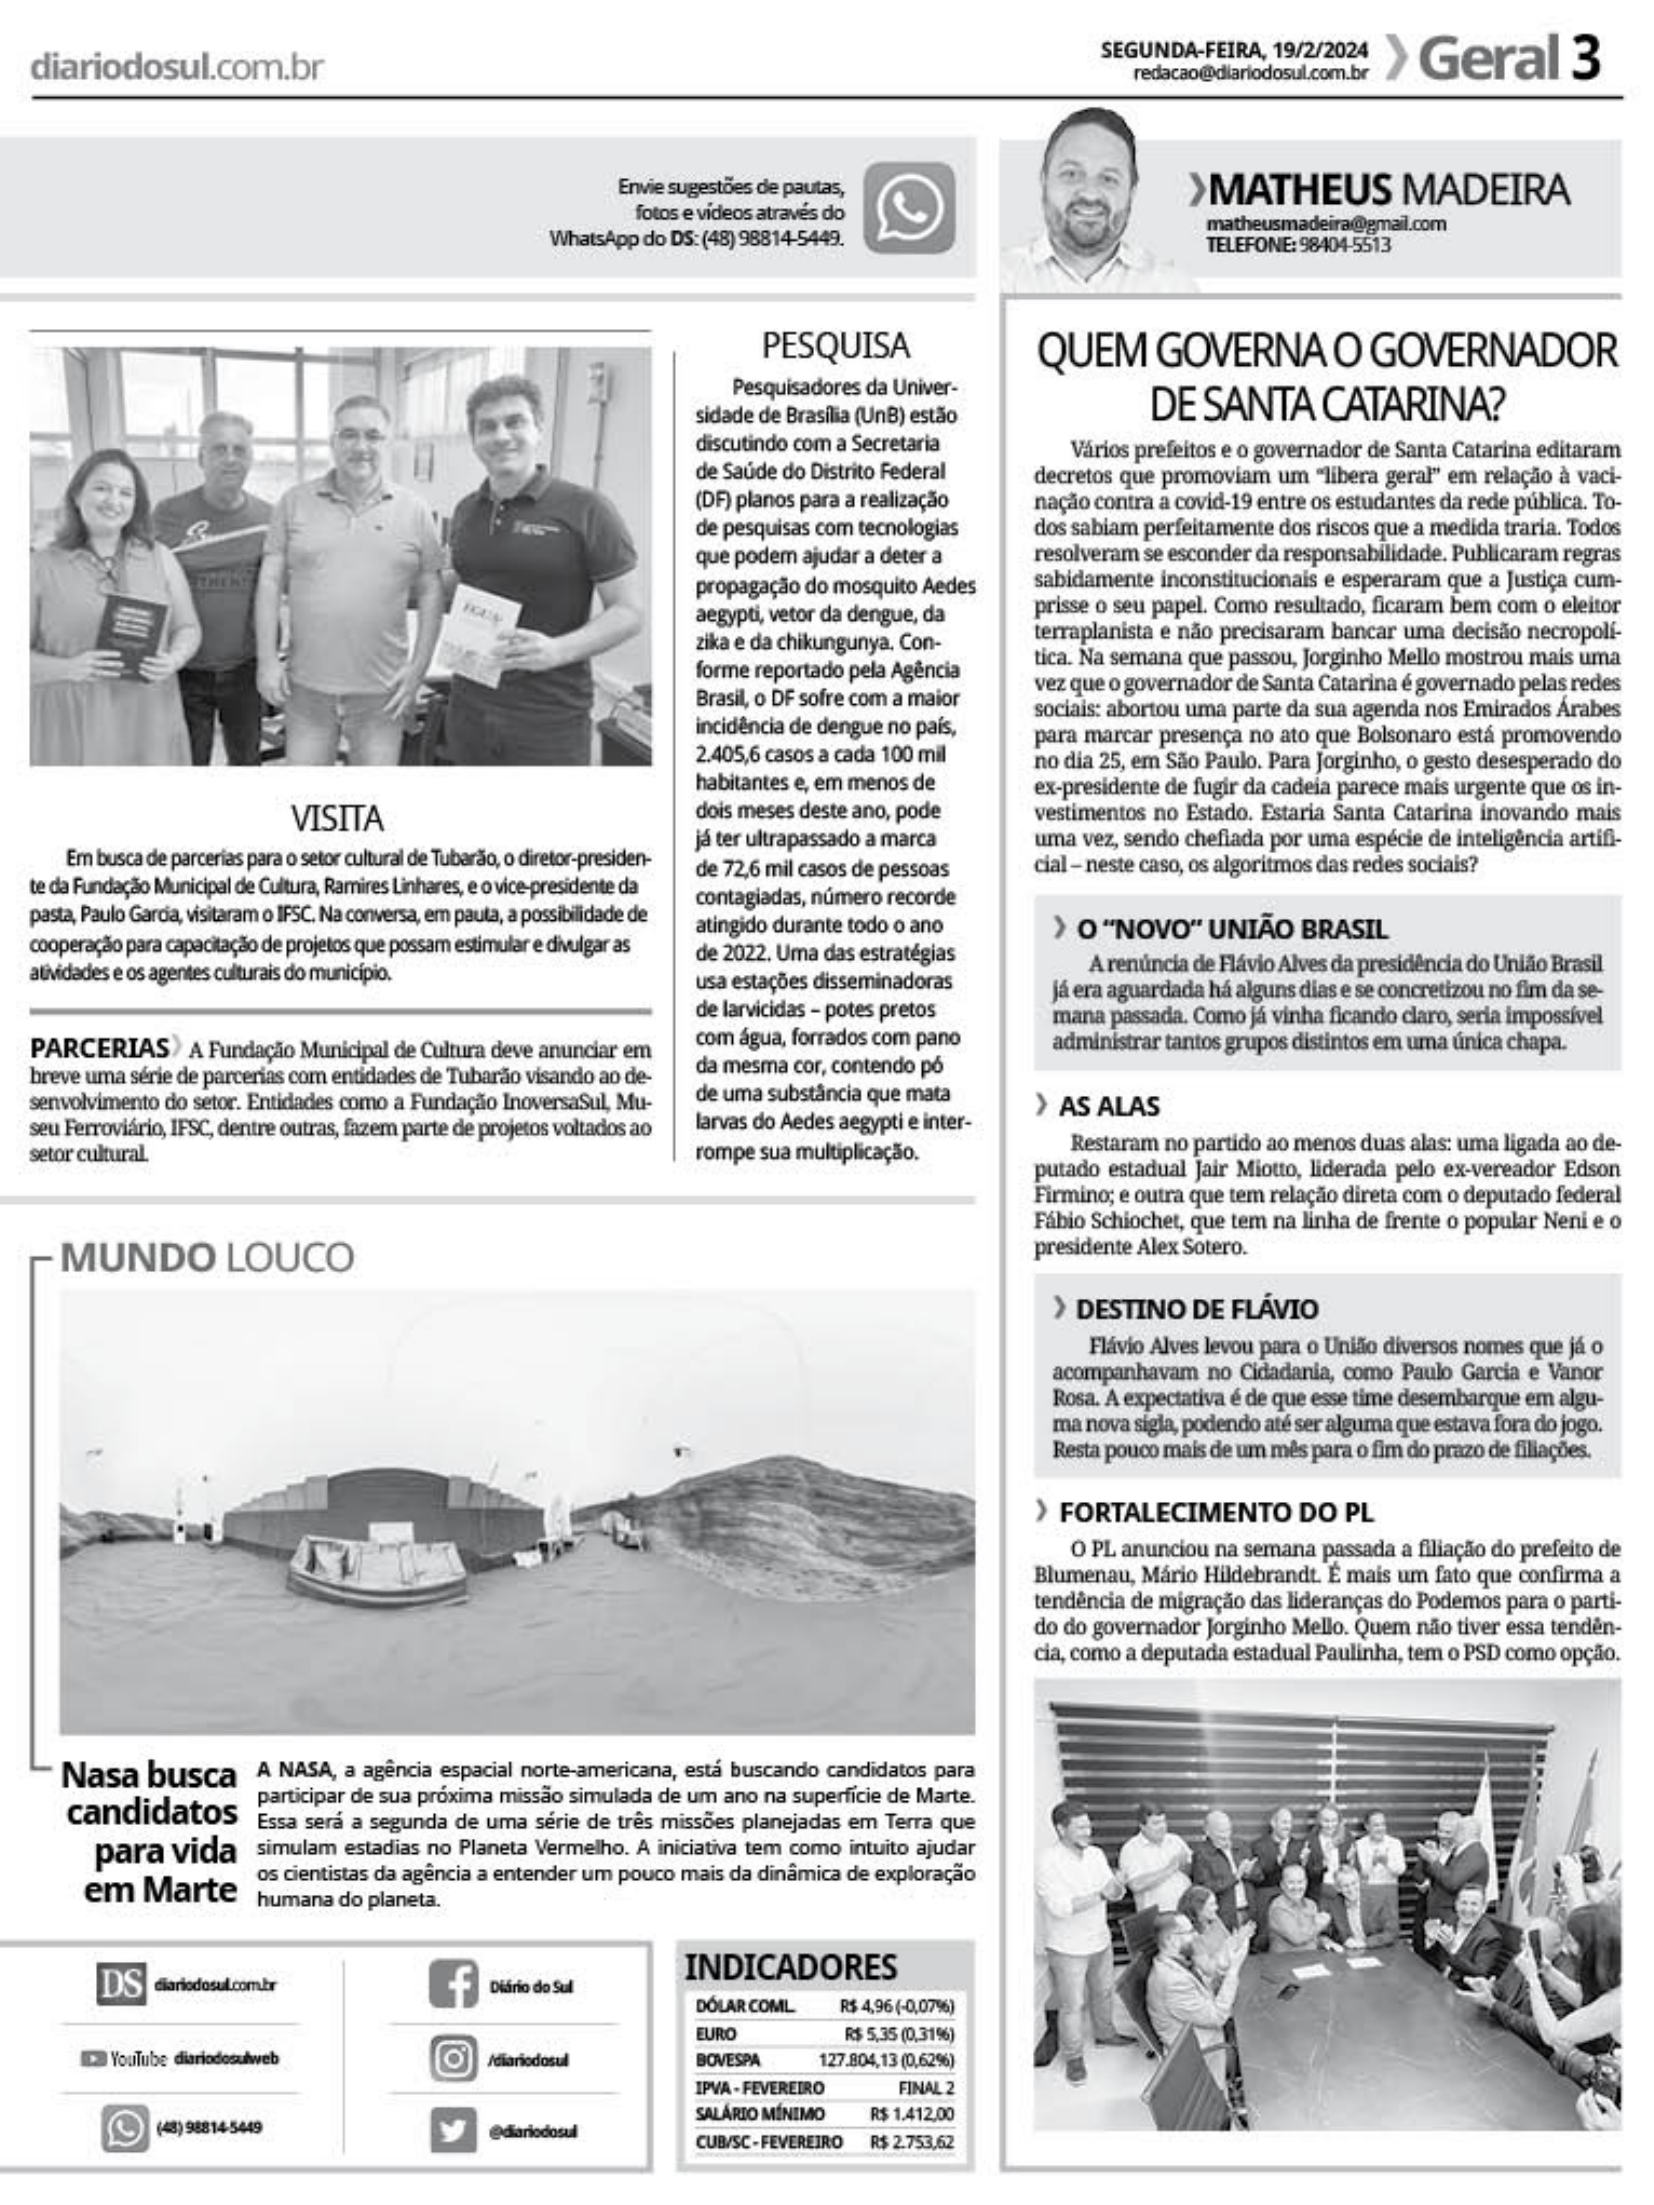 diariodosul.com.br
SEGUNDA-FEIRA, 19/2/2024
redacao@diariodosul.com.br
Geral 3
Envie sugestões de pautas,
fotos e vídeos através do
WhatsApp do DS: (48) 98814-5449.
MATHEUS MADEIRA
matheusmadeira@gmail.com
TELEFONE: 98404-5513
VISITA
Em busca de parcerias para o setor cultural de Tubarão, o diretor-presiden-
te da Fundação Municipal de Cultura, Ramires Linhares, e o vice-presidente da
pasta, Paulo Garcia, visitaram o IFSC. Na conversa, em pauta, a possibilidade de
cooperação para capacitação de projetos que possam estimular e divulgar as
atividades e os agentes culturais do município.
PARCERIAS A Fundação Municipal de Cultura deve anunciar em
breve uma série de parcerias com entidades de Tubarão visando ao de-
senvolvimento do setor. Entidades como a Fundação InoversaSul, Mu-
seu Ferroviário, IFSC, dentre outras, fazem parte de projetos voltados ao
setor cultural.
PESQUISA
Pesquisadores da Univer-
sidade de Brasília (UnB) estão
discutindo com a Secretaria
de Saúde do Distrito Federal
(DF) planos para a realização
de pesquisas com tecnologias
que podem ajudar a deter a
propagação do mosquito Aedes
aegypti, vetor da dengue, da
zika e da chikungunya. Con-
forme reportado pela Agência
Brasil, o DF sofre com a maior
incidência de dengue no país,
2.405,6 casos a cada 100 mil
habitantes e, em menos de
dois meses deste ano, pode
já ter ultrapassado a marca
de 72,6 mil casos de pessoas
contagiadas, número recorde
atingido durante todo o ano
de 2022. Uma das estratégias
usa estações disseminadoras
de larvicidas – potes pretos
com água, forrados com pano
da mesma cor, contendo pó
de uma substância que mata
larvas do Aedes aegypti e inter-
rompe sua multiplicação.
MUNDO LOUCO
Nasa busca
candidatos
para vida
em Marte
A NASA, a agência espacial norte-americana, está buscando candidatos para
participar de sua próxima missão simulada de um ano na superfície de Marte.
Essa será a segunda de uma série de três missões planejadas em Terra que
simulam estadias no Planeta Vermelho. A iniciativa tem como intuito ajudar
os cientistas da agência a entender um pouco mais da dinâmica de exploração
humana do planeta.
DS diariodosul.com.br
YouTube diariodosulweb
(48) 98814-5449
Diário do Sul
/diariodosul
@diariodosul
INDICADORES
DÓLAR COML. R$ 4,96 (-0,07%)
EURO R$ 5,35 (0,31%)
BOVESPA 127.804,13 (0,62%)
IPVA - FEVEREIRO FINAL 2
SALÁRIO MÍNIMO R$ 1.412,00
CUB/SC - FEVEREIRO R$ 2.753,62
QUEM GOVERNA O GOVERNADOR
DE SANTA CATARINA?
Vários prefeitos e o governador de Santa Catarina editaram
decretos que promoviam um “libera geral” em relação à vaci-
nação contra a covid-19 entre os estudantes da rede pública. To-
dos sabiam perfeitamente dos riscos que a medida traria. Todos
resolveram se esconder da responsabilidade. Publicaram regras
sabidamente inconstitucionais e esperaram que a Justiça cum-
prisse o seu papel. Como resultado, ficaram bem com o eleitor
terraplanista e não precisaram bancar uma decisão necropolí-
tica. Na semana que passou, Jorginho Mello mostrou mais uma
vez que o governador de Santa Catarina é governado pelas redes
sociais: abortou uma parte da sua agenda nos Emirados Árabes
para marcar presença no ato que Bolsonaro está promovendo
no dia 25, em São Paulo. Para Jorginho, o gesto desesperado do
ex-presidente de fugir da cadeia parece mais urgente que os in-
vestimentos no Estado. Estaria Santa Catarina inovando mais
uma vez, sendo chefiada por uma espécie de inteligência artifi-
cial – neste caso, os algoritmos das redes sociais?
O “NOVO” UNIÃO BRASIL
A renúncia de Flávio Alves da presidência do União Brasil
já era aguardada há alguns dias e se concretizou no fim da se-
mana passada. Como já vinha ficando claro, seria impossível
administrar tantos grupos distintos em uma única chapa.
AS ALAS
Restaram no partido ao menos duas alas: uma ligada ao de-
putado estadual Jair Miotto, liderada pelo ex-vereador Edson
Firmino; e outra que tem relação direta com o deputado federal
Fábio Schiochet, que tem na linha de frente o popular Neni e o
presidente Alex Sotero.
DESTINO DE FLÁVIO
Flávio Alves levou para o União diversos nomes que já o
acompanhavam no Cidadania, como Paulo Garcia e Vanor
Rosa. A expectativa é de que esse time desembarque em algu-
ma nova sigla, podendo até ser alguma que estava fora do jogo.
Resta pouco mais de um mês para o fim do prazo de filiações.
FORTALECIMENTO DO PL
O PL anunciou na semana passada a filiação do prefeito de
Blumenau, Mário Hildebrandt. É mais um fato que confirma a
tendência de migração das lideranças do Podemos para o parti-
do do governador Jorginho Mello. Quem não tiver essa tendên-
cia, como a deputada estadual Paulinha, tem o PSD como opção.